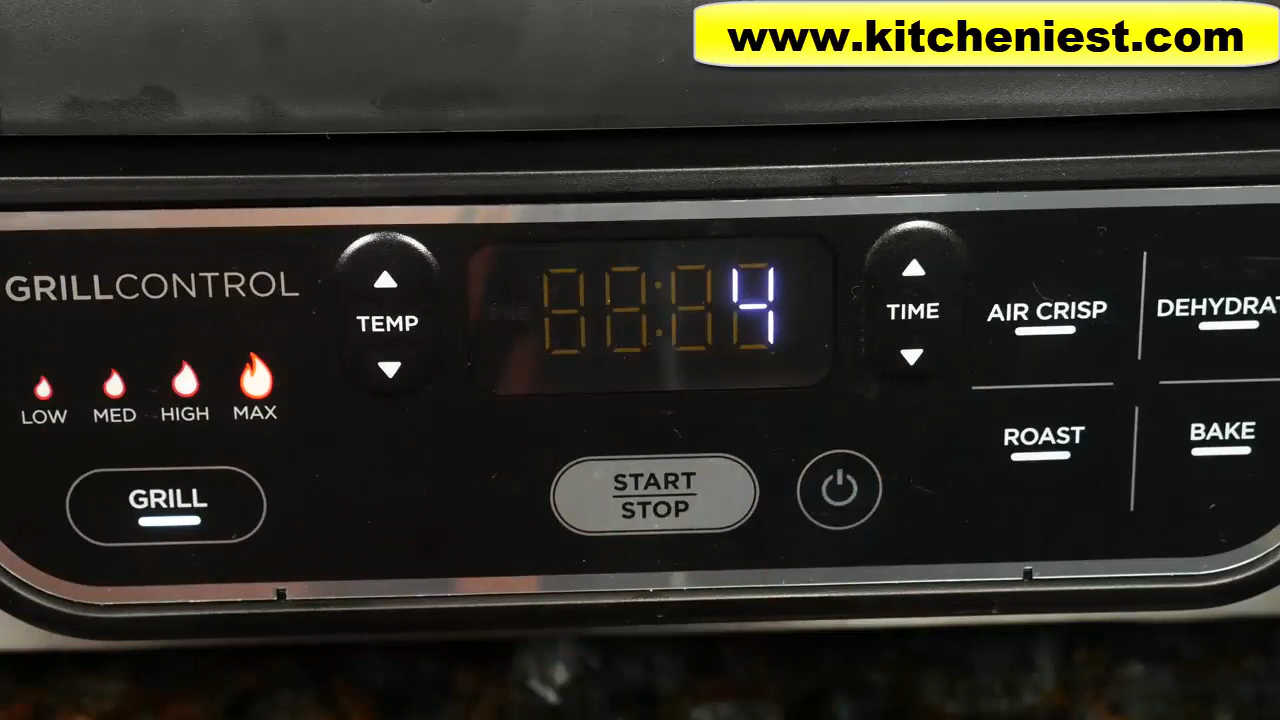 www.kitcheniest.com
GRILLCONTROL
TEMP
4
TIME
AIR CRISP
DEHYDRAT
LOW
MED
HIGH
MAX
ROAST
BAKE
GRILL
START
STOP